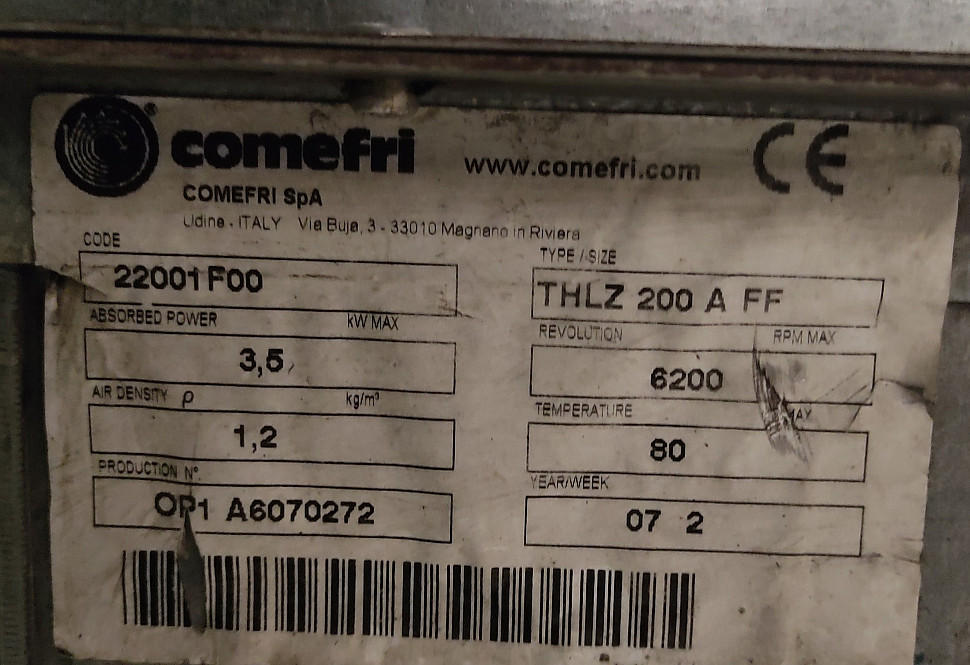 comefri ® www.comefri.com CE
COMEFRI SpA
Udine - ITALY Via Buja, 3 - 33010 Magnano in Riviera
CODE
22001F00
TYPE / SIZE
THLZ 200 A FF
ABSORBED POWER kW MAX
3,5
REVOLUTION RPM MAX
6200
AIR DENSITY ρ kg/m³
1,2
TEMPERATURE
80
PRODUCTION N°.
OP1 A6070272
YEAR/WEEK
07 2